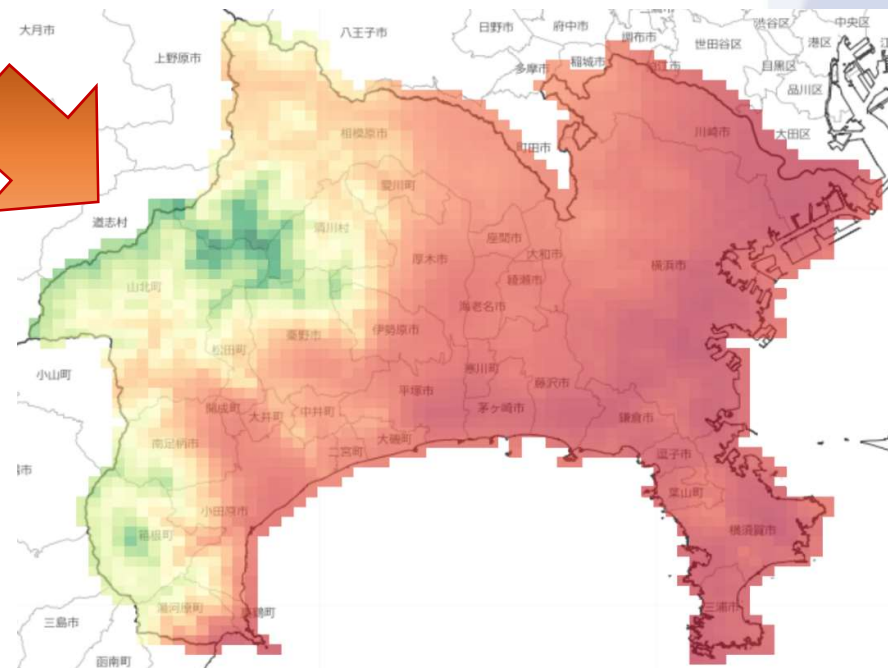 大月市
八王子市
日野市
府中市
調布市
渋谷区
中央区
港区
上野原市
多摩市
稲城市
狛江市
世田谷区
目黒区
品川区
相模原市
町田市
川崎市
大田区
愛川町
道志村
清川村
座間市
厚木市
大和市
横浜市
綾瀬市
山北町
海老名市
秦野市
伊勢原市
松田町
小山町
寒川町
藤沢市
平塚市
開成町
大井町
中井町
茅ヶ崎市
鎌倉市
南足柄市
大磯町
二宮町
逗子市
葉山町
小田原市
箱根町
横須賀市
湯河原町
真鶴町
三浦市
三島市
函南町